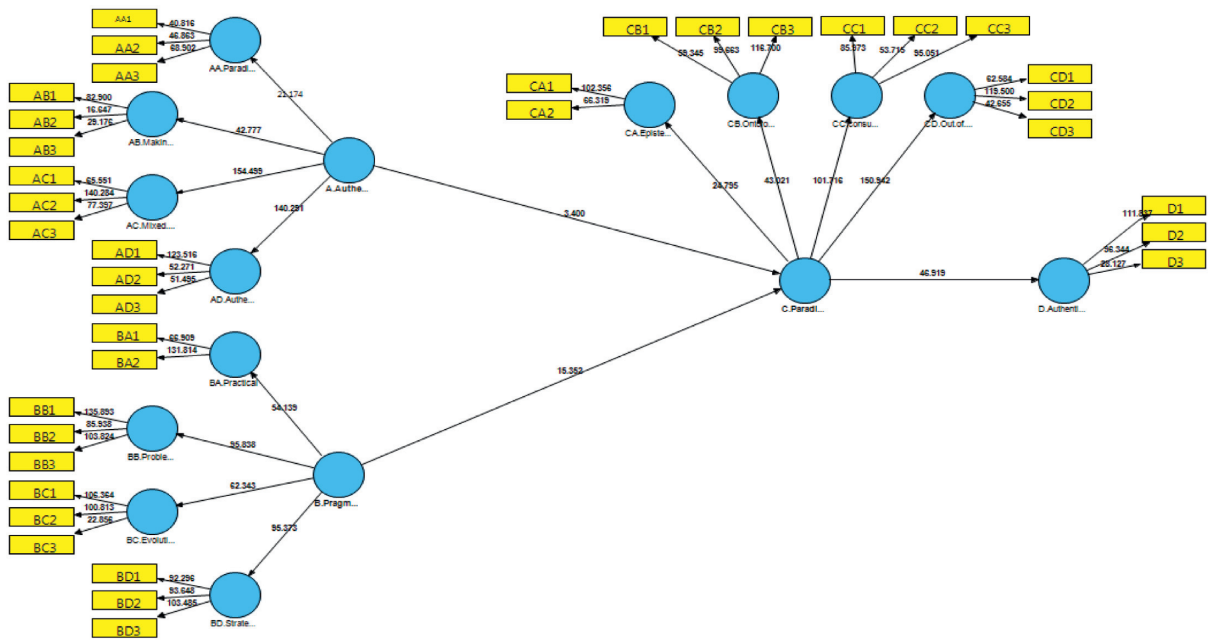 AA1
40.816
AA2
46.863
68.902
AA3
AA.Paradi...
AB1
82.900
AB2
16.647
29.176
AB3
AB.Makin...
AC1
65.551
AC2
140.284
77.397
AC3
AC.Mixed...
AD1
123.516
AD2
52.271
51.495
AD3
AD.Authe...
21.174
42.777
154.499
140.291
A.Authe...
BA1
66.909
BA2
131.814
BA.Practical
BB1
135.893
BB2
85.938
103.824
BB3
BB.Proble...
BC1
106.364
BC2
100.813
22.856
BC3
BC.Evoluti...
BD1
92.296
BD2
93.648
103.485
BD3
BD.Strate...
54.139
95.838
62.343
95.373
B.Pragm...
3.400
15.352
CA1
102.356
CA2
66.319
CA.Episte...
CB1
CB2
CB3
59.345
99.663
116.700
CC1
CC2
CC3
85.973
53.715
95.051
CD1
62.584
CD2
119.500
42.655
CD3
CD.Out.of...
24.795
43.021
101.716
150.942
C.Paradi...
46.919
D1
D2
96.344
D3
28.127
D.Authenti...